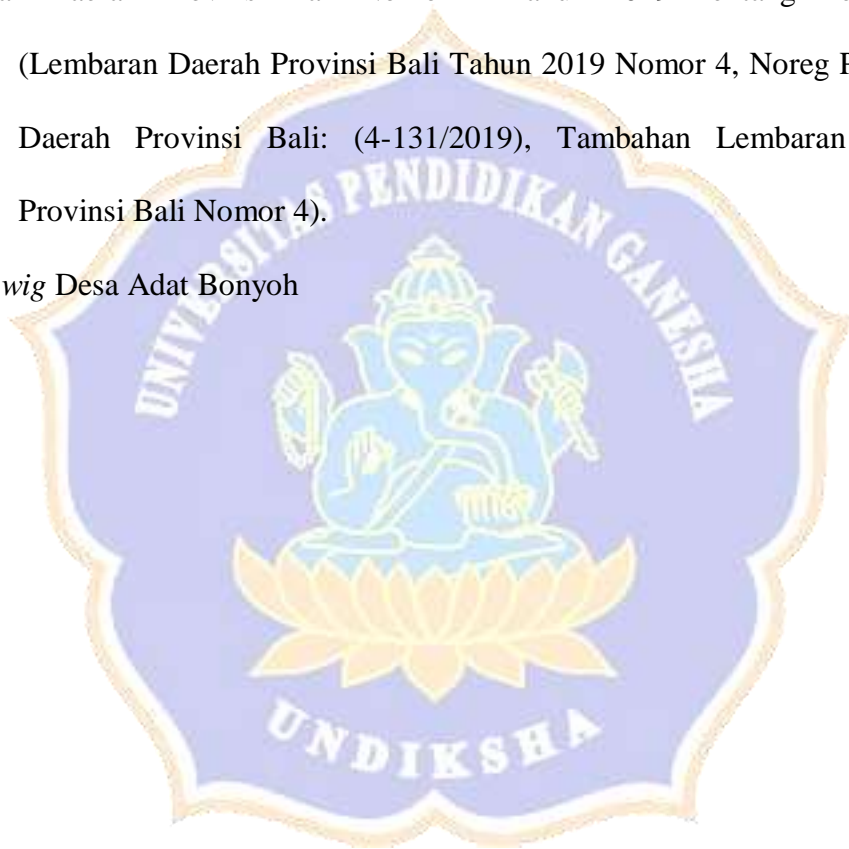 (Lembaran Daerah Provinsi Bali Tahun 2019 Nomor 4, Noreg
Daerah Provinsi Bali: (4-131/2019), Tambahan Lembaran
Provinsi Bali Nomor 4).
wig Desa Adat Bonyoh
UNIVERSITAS PENDIDIKAN GANESHA
UNDIKSHA